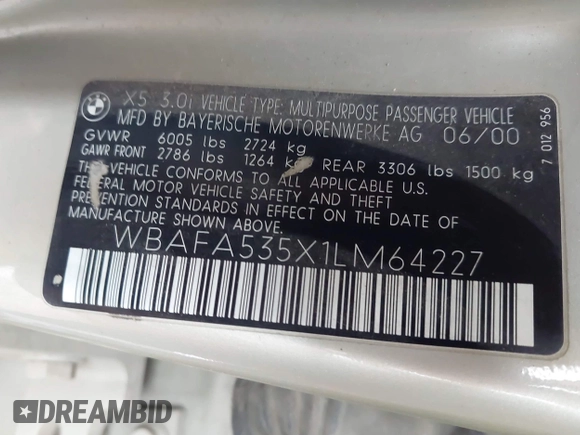 BMW
X5 3.0i VEHICLE TYPE: MULTIPURPOSE PASSENGER VEHICLE
MFD BY BAYERISCHE MOTORENWERKE AG 06/00
GVWR 6005 lbs 2724 kg
GAWR FRONT 2786 lbs 1264 kg REAR 3306 lbs 1500 kg
THIS VEHICLE CONFORMS TO ALL APPLICABLE U.S.
FEDERAL MOTOR VEHICLE SAFETY AND THEFT
PREVENTION STANDARDS IN EFFECT ON THE DATE OF
MANUFACTURE SHOWN ABOVE.
WBAFA535X1LM64227
7 012 956
DREAMBID